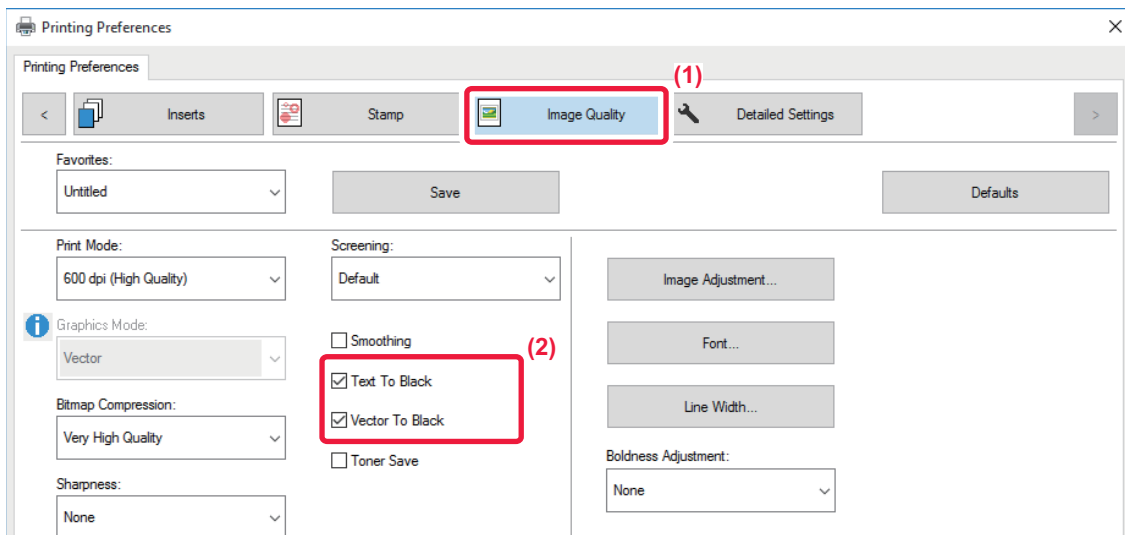 Printing Preferences
Printing Preferences
(1)
< Inserts Stamp Image Quality Detailed Settings >
Favorites:
Untitled Save Defaults
Print Mode: Screening:
600 dpi (High Quality) Default Image Adjustment...
Graphics Mode:
Smoothing (2) Font...
Vector
Text To Black
Bitmap Compression: Vector To Black Line Width...
Very High Quality
Toner Save Boldness Adjustment:
Sharpness:
None None